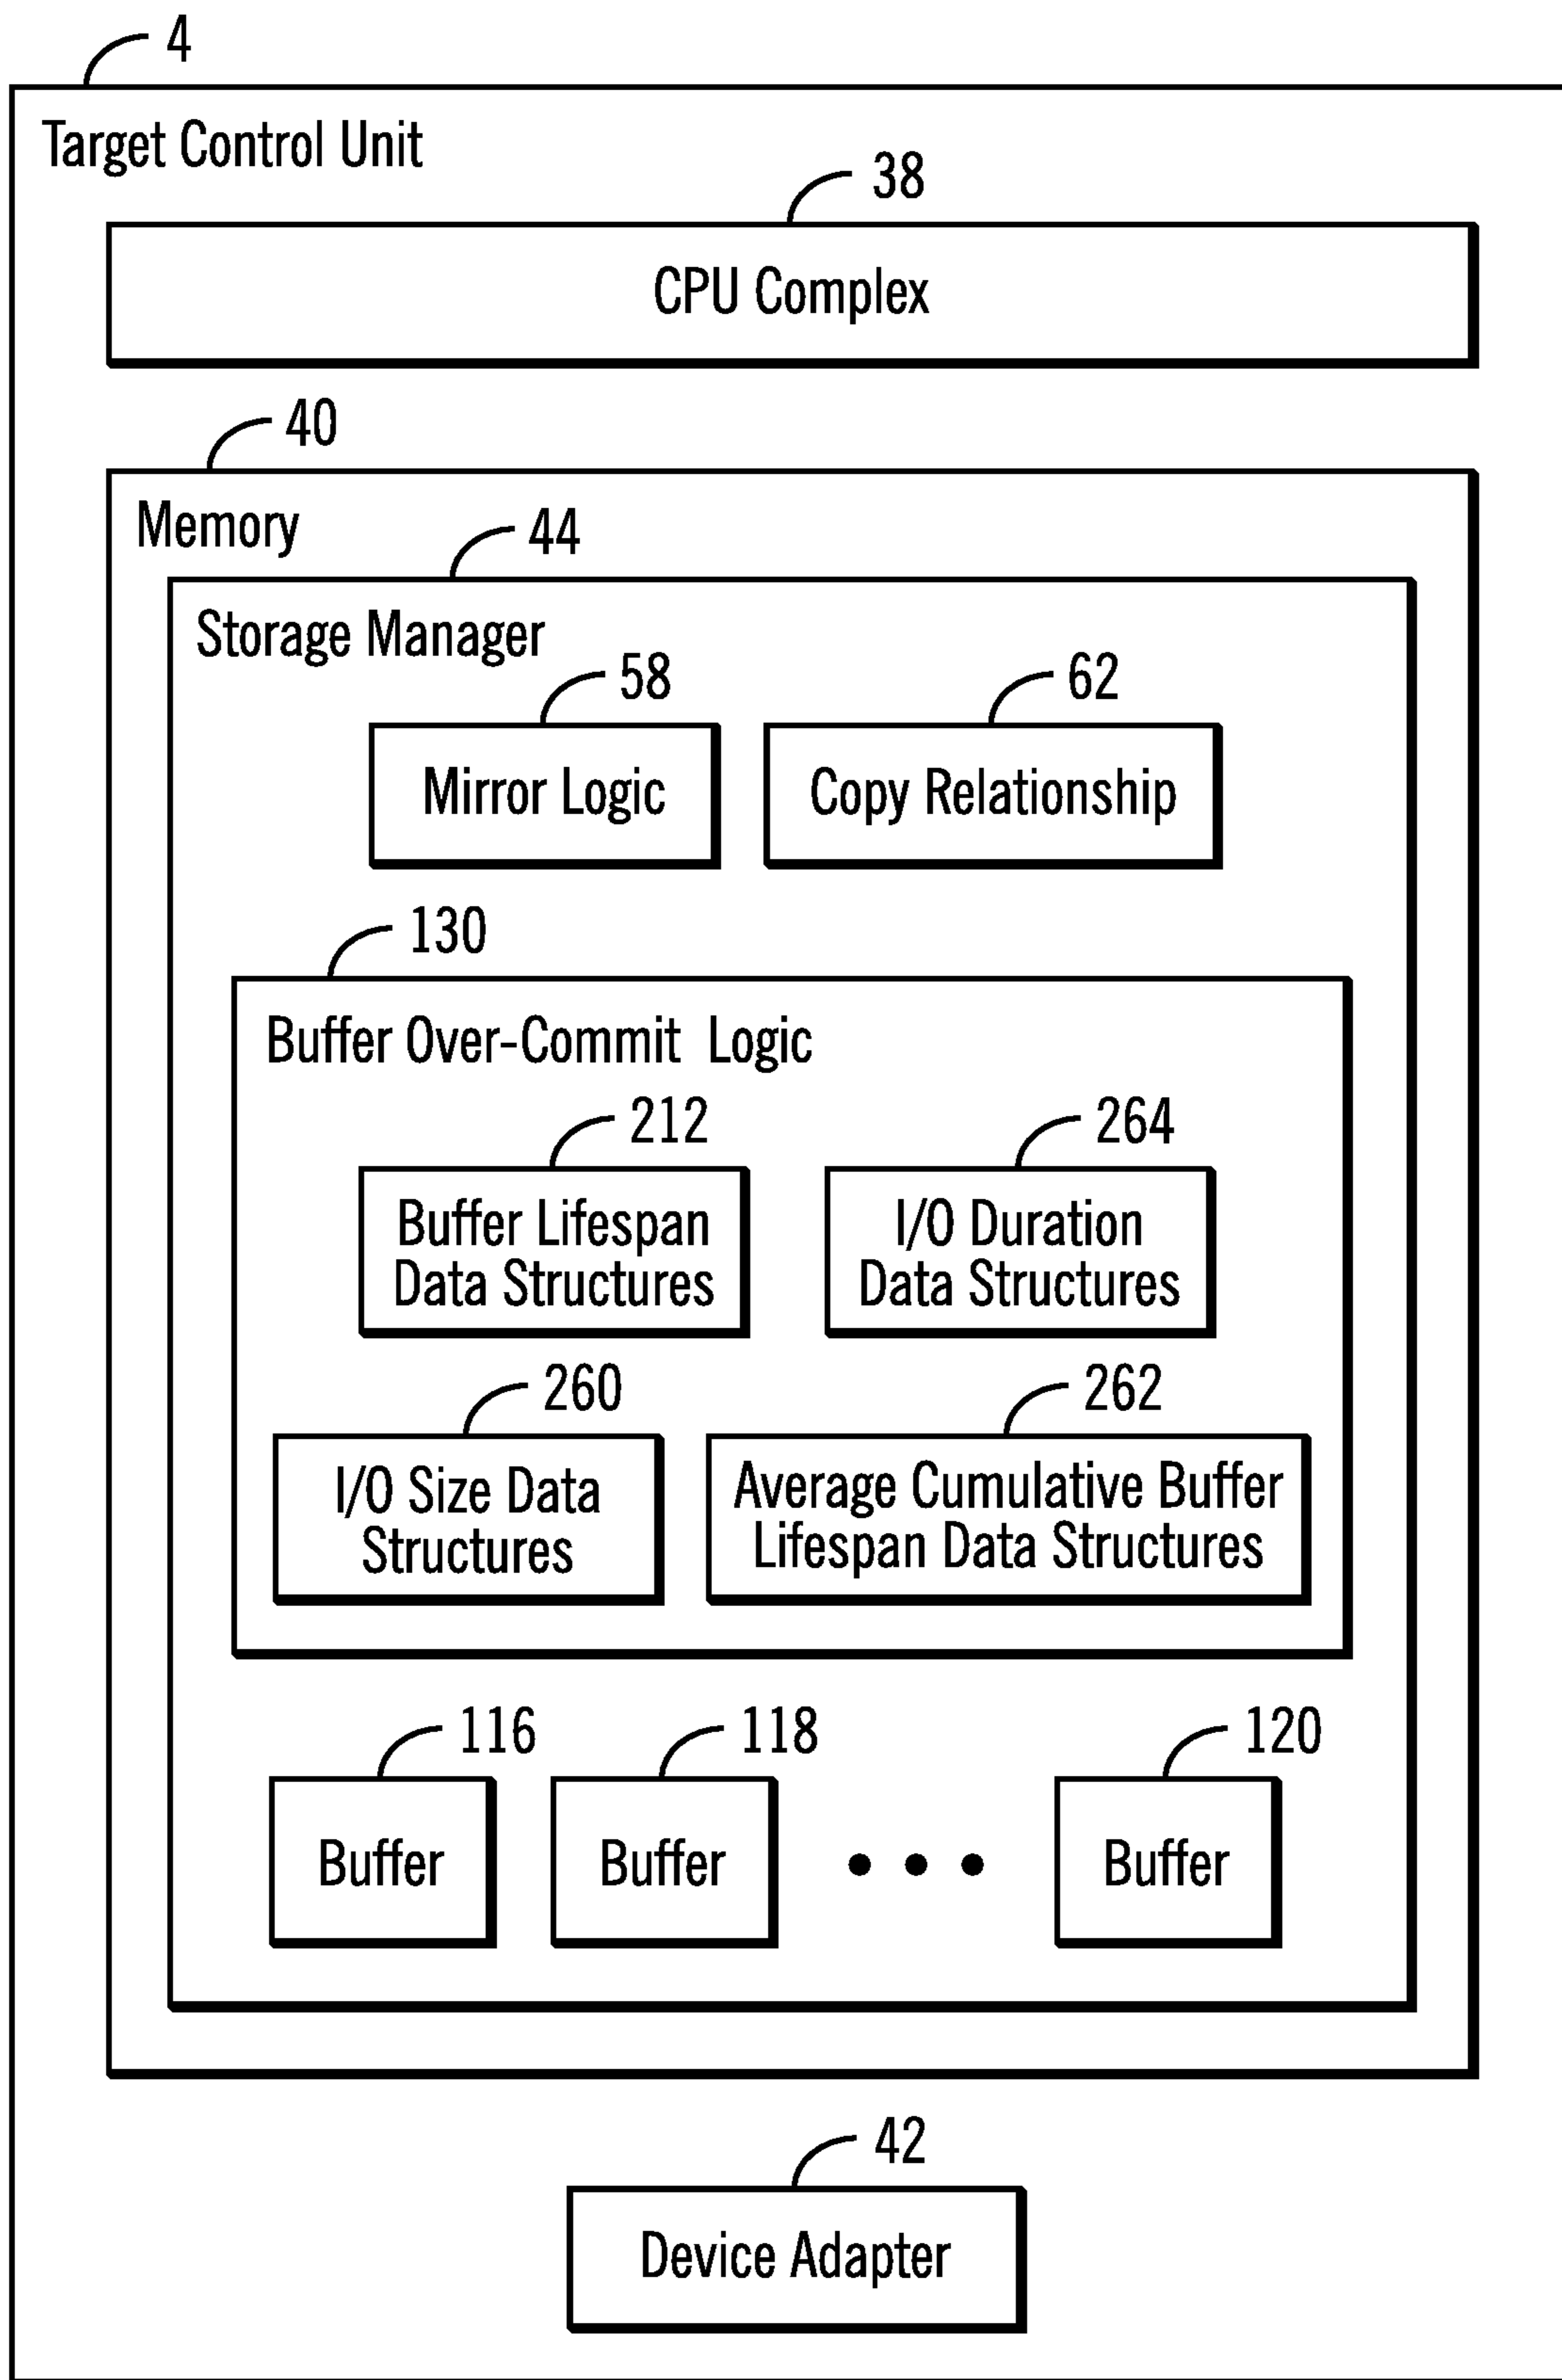 4
Target Control Unit
38
CPU Complex
40
Memory
44
Storage Manager
58
62
Mirror Logic
Copy Relationship
130
Buffer Over-Commit Logic
212
264
Buffer Lifespan
Data Structures
I/O Duration
Data Structures
260
262
I/O Size Data
Structures
Average Cumulative Buffer
Lifespan Data Structures
116
118
120
Buffer
Buffer
Buffer
42
Device Adapter